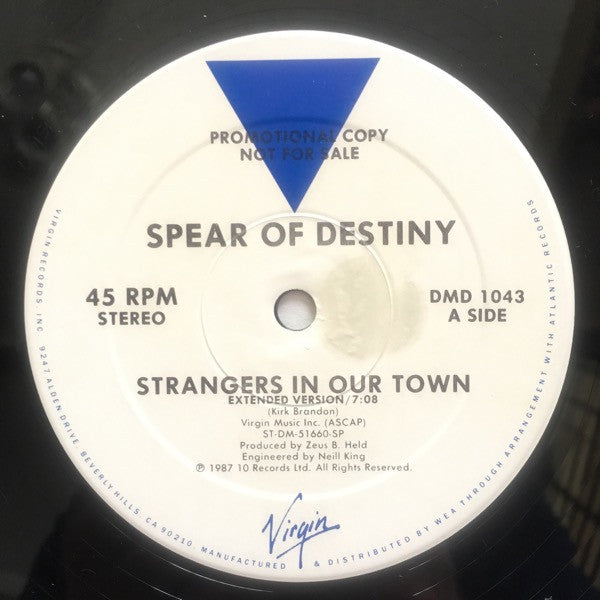 PROMOTIONAL COPY
NOT FOR SALE
SPEAR OF DESTINY
45 RPM
STEREO
DMD 1043
A SIDE
STRANGERS IN OUR TOWN
EXTENDED VERSION/7:08
(Kirk Brandon)
Virgin Music Inc. (ASCAP)
ST-DM-51660-SP
Produced by Zeus B. Held
Engineered by Neill King
℗ 1987 10 Records Ltd. All Rights Reserved.
Virgin
VIRGIN RECORDS, INC. 9247 ALDEN DRIVE, BEVERLY HILLS, CA 90210 MANUFACTURED & DISTRIBUTED BY WEA THROUGH ARRANGEMENT WITH ATLANTIC RECORDS